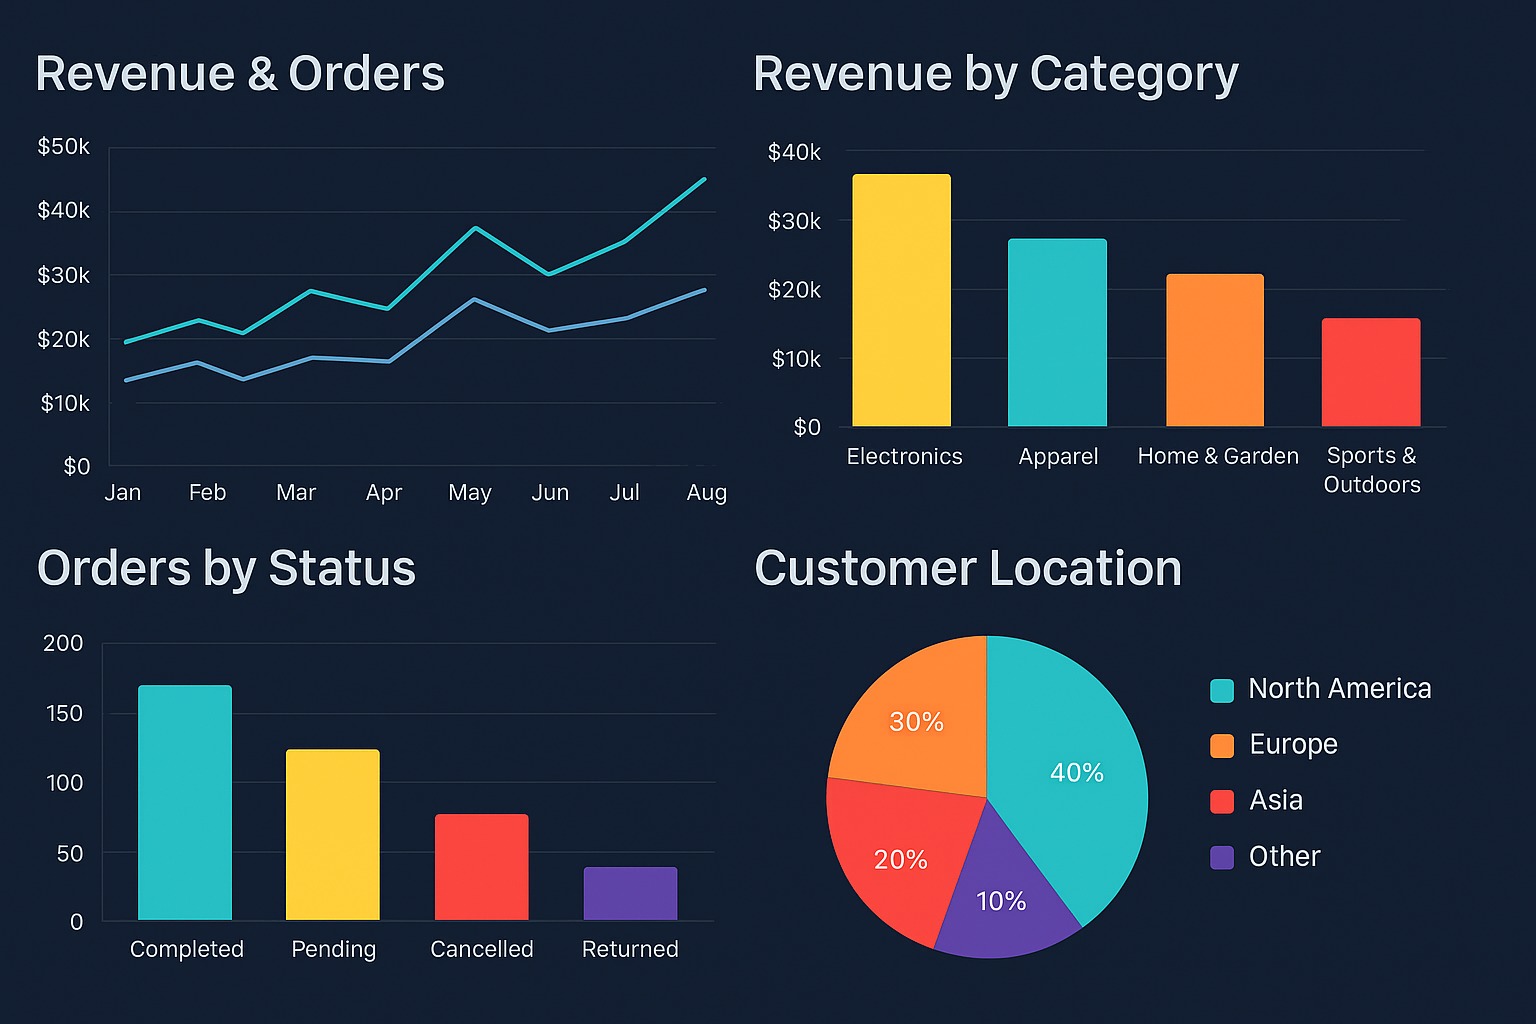 Revenue & Orders
$50k
$40k
$30k
$20k
$10k
$0
Jan Feb Mar Apr May Jun Jul Aug
Revenue by Category
$40k
$30k
$20k
$10k
$0
Electronics Apparel Home & Garden Sports &
Outdoors
Orders by Status
200
150
100
50
0
Completed Pending Cancelled Returned
Customer Location
30%
40%
20%
10%
North America
Europe
Asia
Other